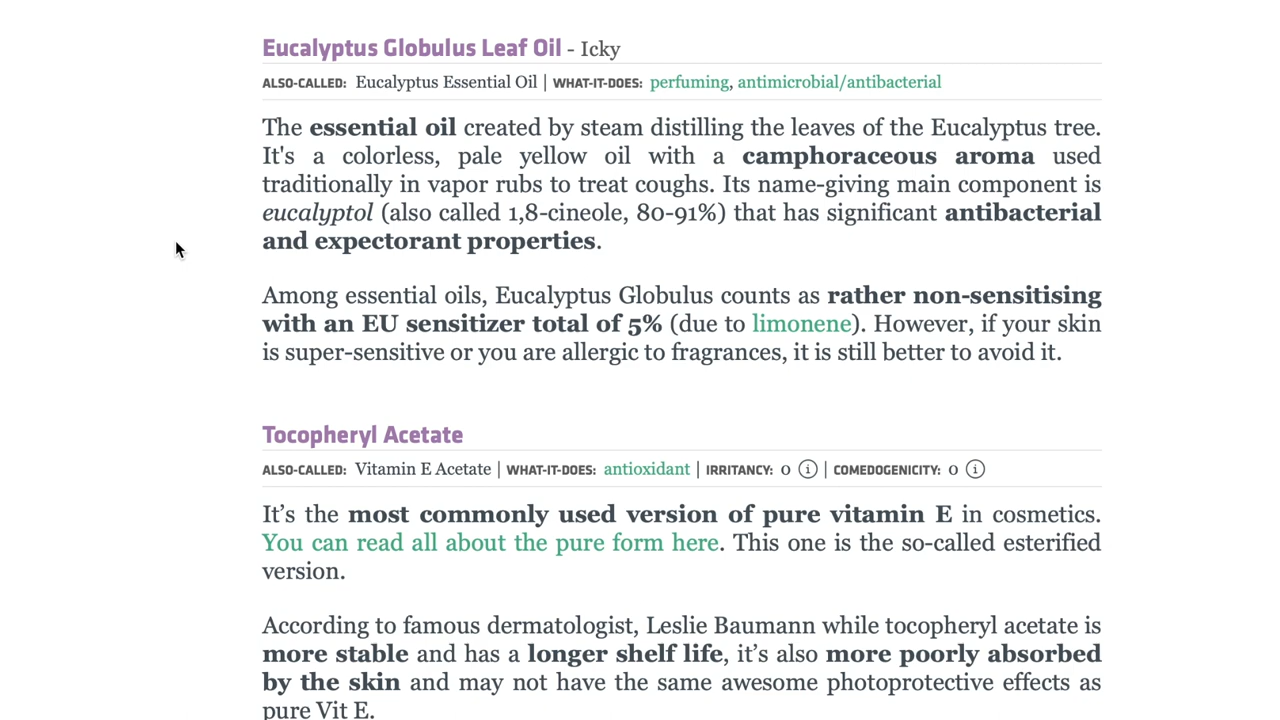 Eucalyptus Globulus Leaf Oil - Icky
ALSO-CALLED: Eucalyptus Essential Oil | WHAT-IT-DOES: perfuming, antimicrobial/antibacterial
The essential oil created by steam distilling the leaves of the Eucalyptus tree.
It's a colorless, pale yellow oil with a camphoraceous aroma used
traditionally in vapor rubs to treat coughs. Its name-giving main component is
eucalyptol (also called 1,8-cineole, 80-91%) that has significant antibacterial
and expectorant properties.
Among essential oils, Eucalyptus Globulus counts as rather non-sensitising
with an EU sensitizer total of 5% (due to limonene). However, if your skin
is super-sensitive or you are allergic to fragrances, it is still better to avoid it.
Tocopheryl Acetate
ALSO-CALLED: Vitamin E Acetate | WHAT-IT-DOES: antioxidant | IRRITANCY: 0 i | COMEDOGENICITY: 0 i
It’s the most commonly used version of pure vitamin E in cosmetics.
You can read all about the pure form here. This one is the so-called esterified
version.
According to famous dermatologist, Leslie Baumann while tocopheryl acetate is
more stable and has a longer shelf life, it’s also more poorly absorbed
by the skin and may not have the same awesome photoprotective effects as
pure Vit E.